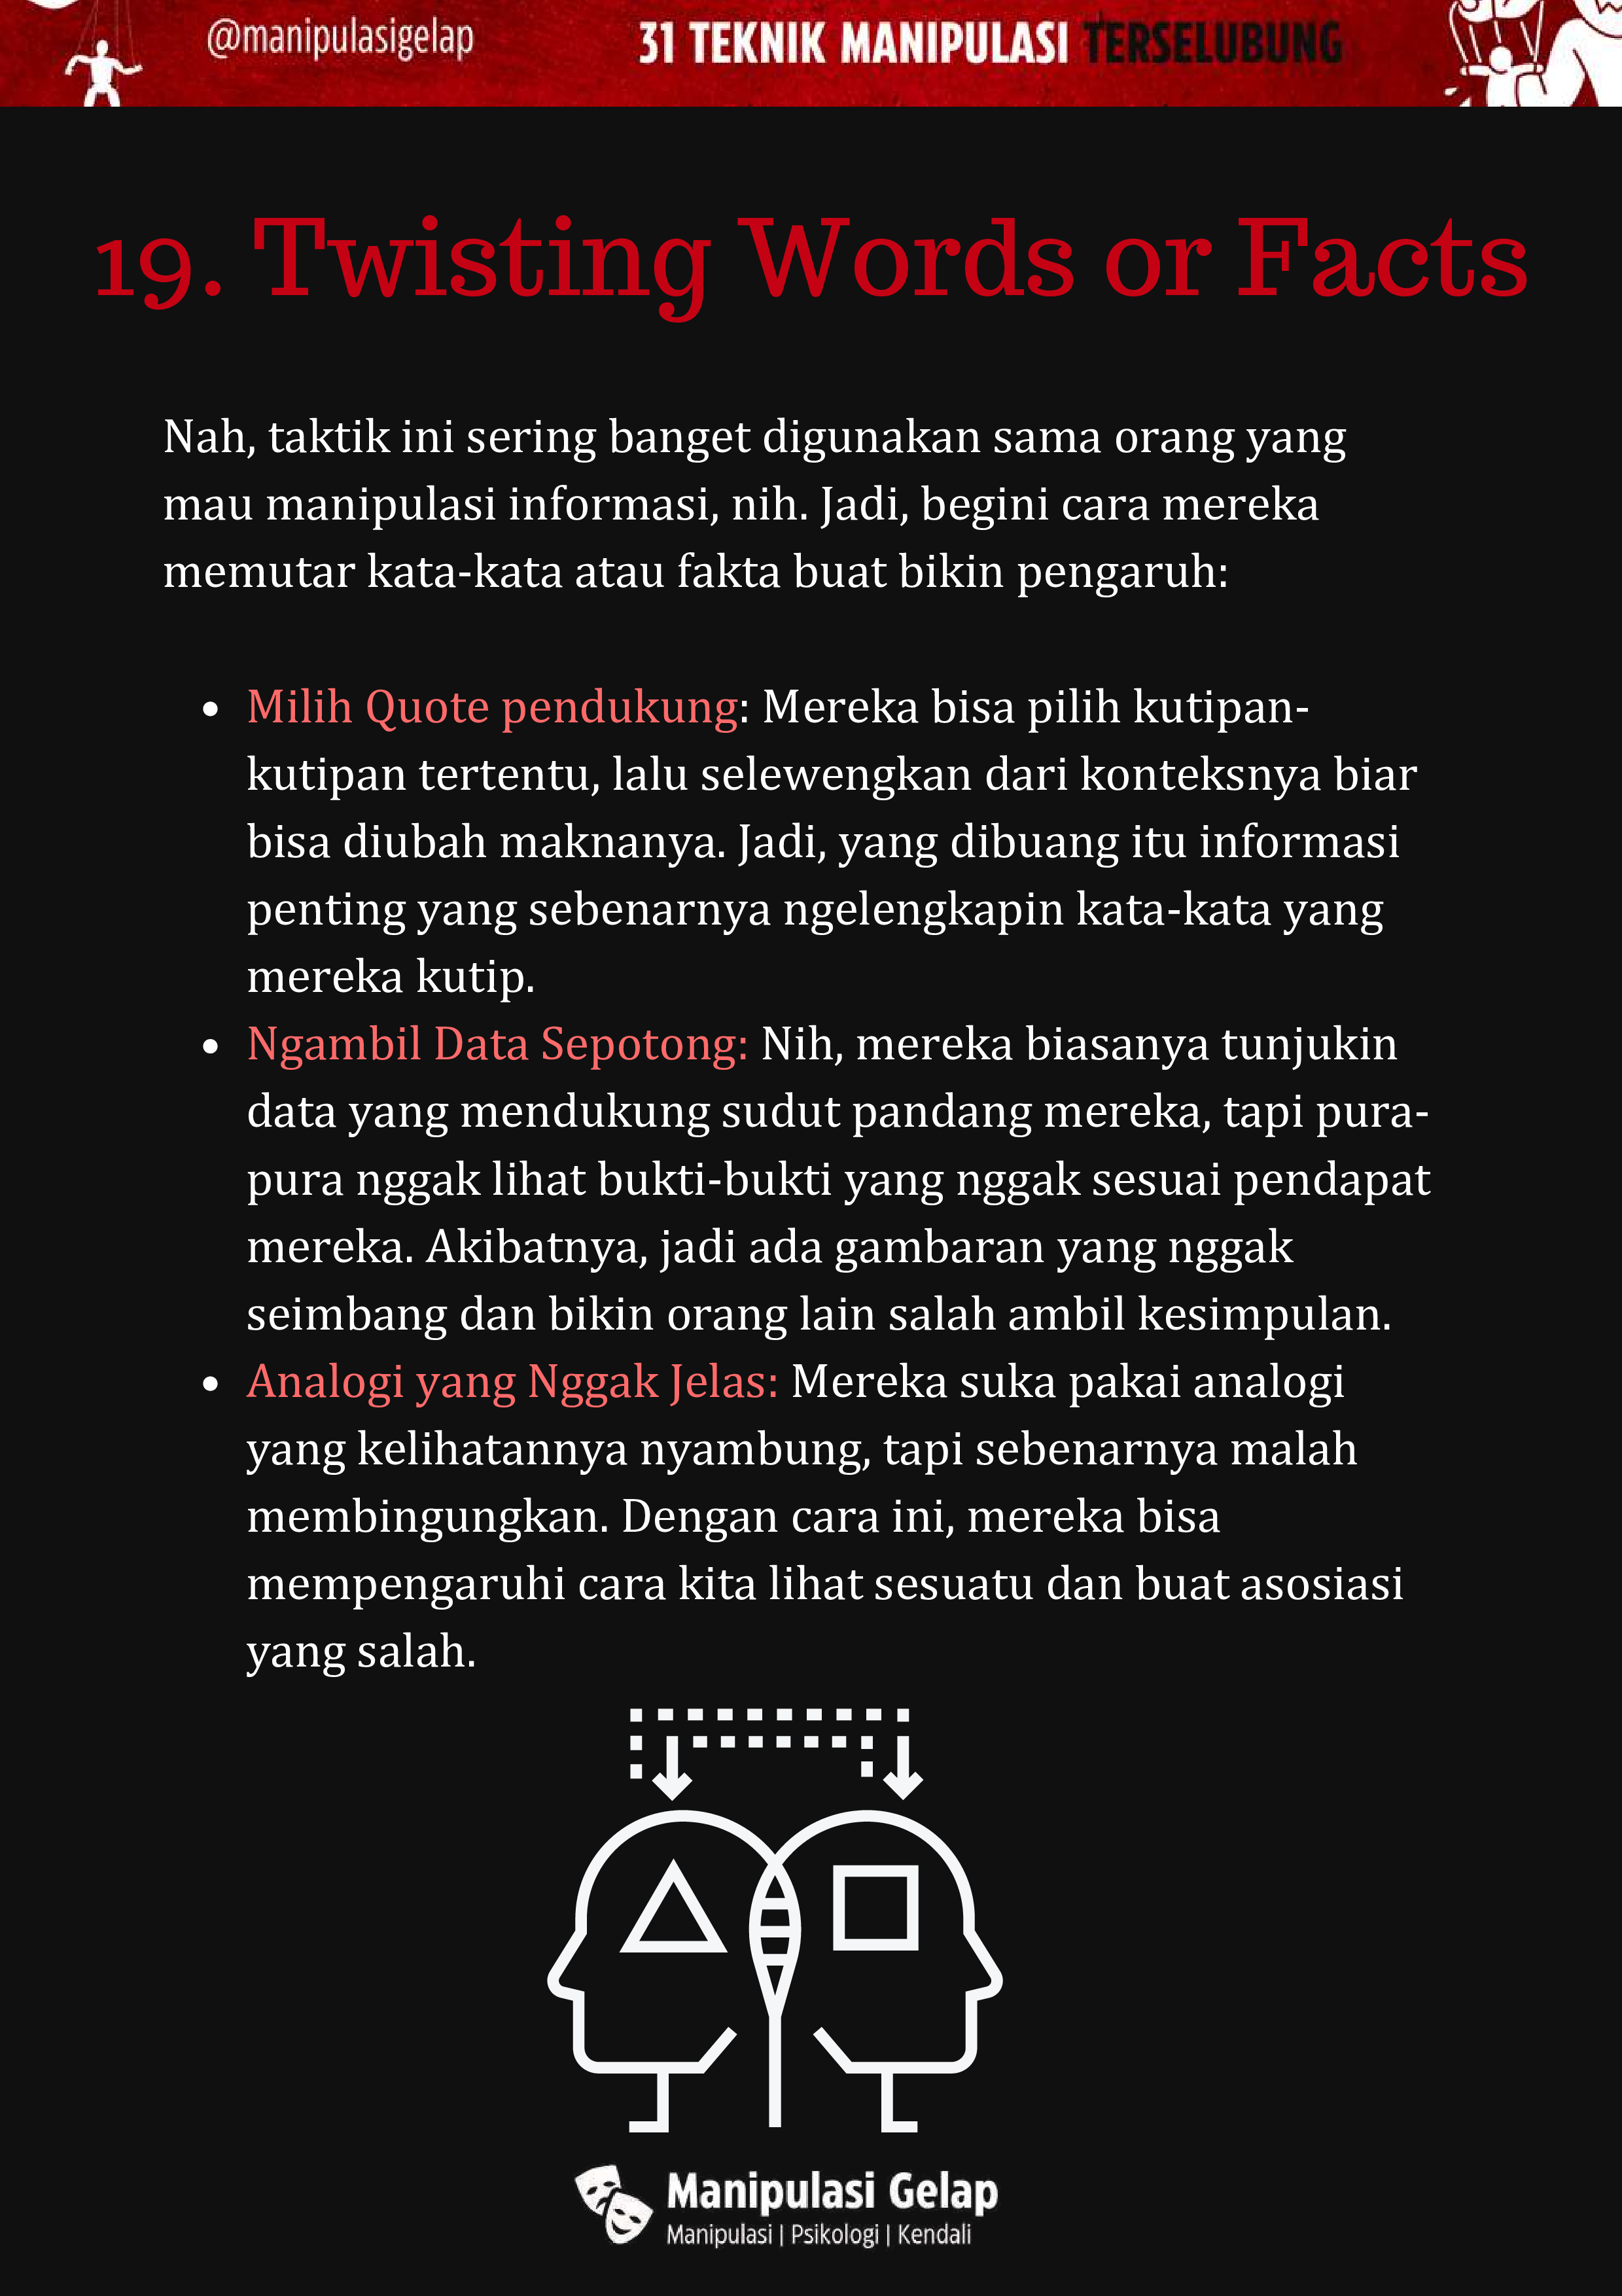 @manipulasigelap
31 TEKNIK MANIPULASI TERSELUBUNG
19. Twisting Words or Facts
Nah, taktik ini sering banget digunakan sama orang yang
mau manipulasi informasi, nih. Jadi, begini cara mereka
memutar kata-kata atau fakta buat bikin pengaruh:
• Milih Quote pendukung: Mereka bisa pilih kutipan-
kutipan tertentu, lalu selewengkan dari konteksnya biar
bisa diubah maknanya. Jadi, yang dibuang itu informasi
penting yang sebenarnya ngelengkapin kata-kata yang
mereka kutip.
• Ngambil Data Sepotong: Nih, mereka biasanya tunjukin
data yang mendukung sudut pandang mereka, tapi pura-
pura nggak lihat bukti-bukti yang nggak sesuai pendapat
mereka. Akibatnya, jadi ada gambaran yang nggak
seimbang dan bikin orang lain salah ambil kesimpulan.
• Analogi yang Nggak Jelas: Mereka suka pakai analogi
yang kelihatannya nyambung, tapi sebenarnya malah
membingungkan. Dengan cara ini, mereka bisa
mempengaruhi cara kita lihat sesuatu dan buat asosiasi
yang salah.
Manipulasi Gelap
Manipulasi | Psikologi | Kendali